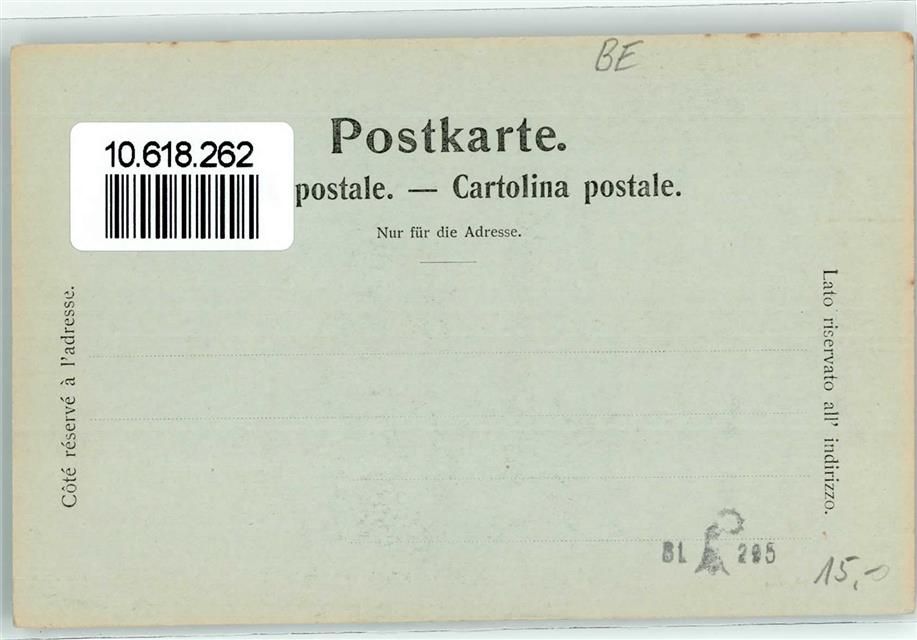 BE
Postkarte.
10.618.262
postale. — Cartolina postale.
Nur für die Adresse.
Côté réservé à l'adresse.
Lato riservato all' indirizzo.
81 295
15,-